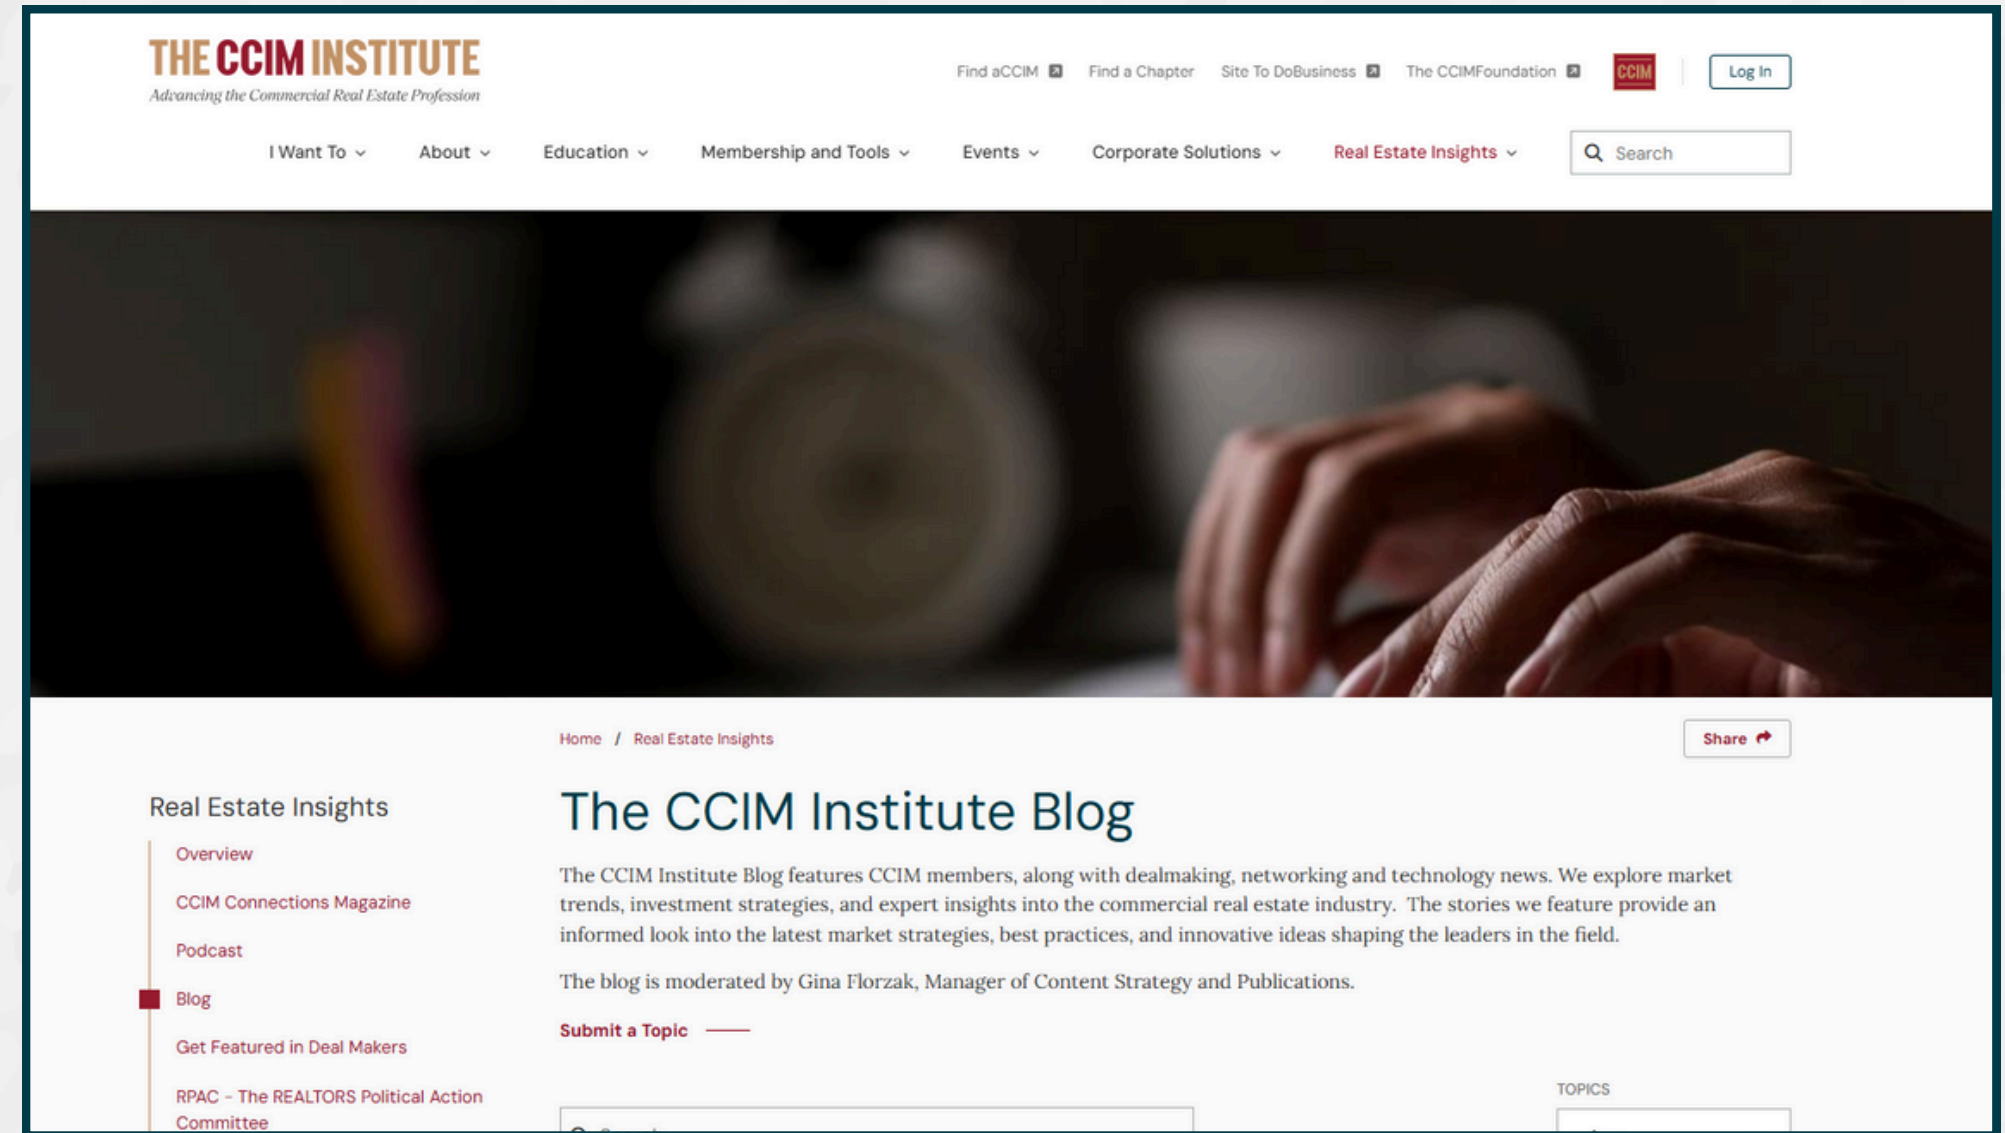 THE CCIM INSTITUTE
Advancing the Commercial Real Estate Profession
Find aCCIM
Find a Chapter
Site To DoBusiness
The CCIMFoundation
CCIM
Log In
I Want To
About
Education
Membership and Tools
Events
Corporate Solutions
Real Estate Insights
Search
Home / Real Estate Insights
Share
Real Estate Insights
Overview
CCIM Connections Magazine
Podcast
Blog
Get Featured in Deal Makers
RPAC - The REALTORS Political Action
Committee
The CCIM Institute Blog
The CCIM Institute Blog features CCIM members, along with dealmaking, networking and technology news. We explore market
trends, investment strategies, and expert insights into the commercial real estate industry.  The stories we feature provide an
informed look into the latest market strategies, best practices, and innovative ideas shaping the leaders in the field.
The blog is moderated by Gina Florzak, Manager of Content Strategy and Publications.
Submit a Topic
TOPICS